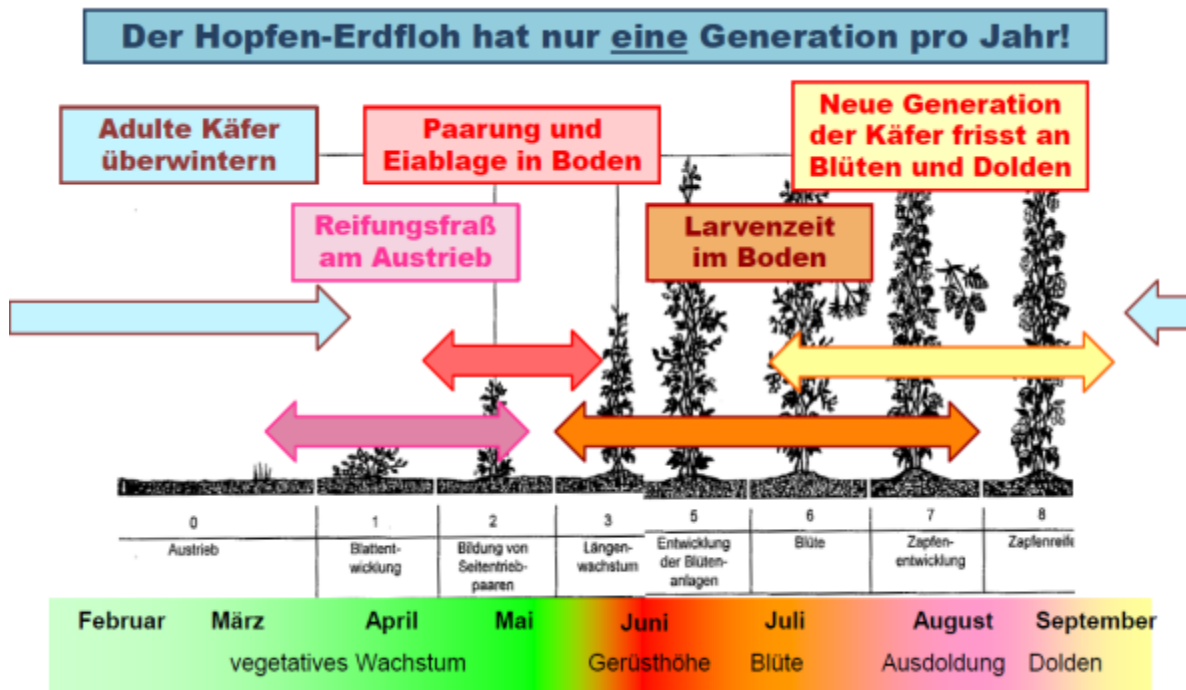 Der Hopfen-Erdfloh hat nur eine Generation pro Jahr!
Adulte Käfer
überwintern
Paarung und
Eiablage in Boden
Neue Generation
der Käfer frisst an
Blüten und Dolden
Reifungsfraß
am Austrieb
Larvenzeit
im Boden
0 1 2 3 5 6 7 8
Austrieb
Blattent-
wicklung
Bildung von
Seitentrieb-
paaren
Längen-
wachstum
Entwicklung
der Blüten-
anlagen
Blüte
Zapfen-
entwicklung
Zapfenreife
Februar März April Mai Juni Juli August September
vegetatives Wachstum Gerüsthöhe Blüte Ausdoldung Dolden